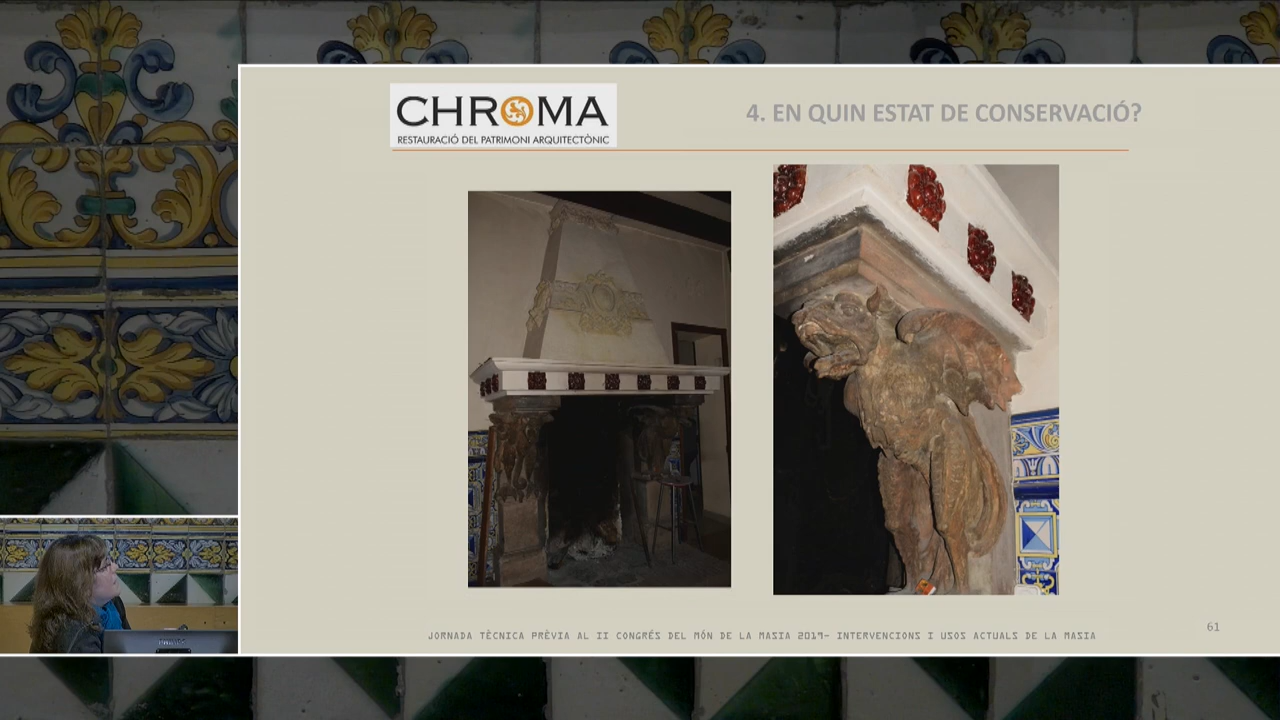 CHROMA
RESTAURACIÓ DEL PATRIMONI ARQUITECTÒNIC
4. EN QUIN ESTAT DE CONSERVACIÓ?
JORNADA TÈCNICA PRÈVIA AL II CONGRÉS DEL MÓN DE LA MASIA 2019- INTERVENCIONS I USOS ACTUALS DE LA MASIA
61